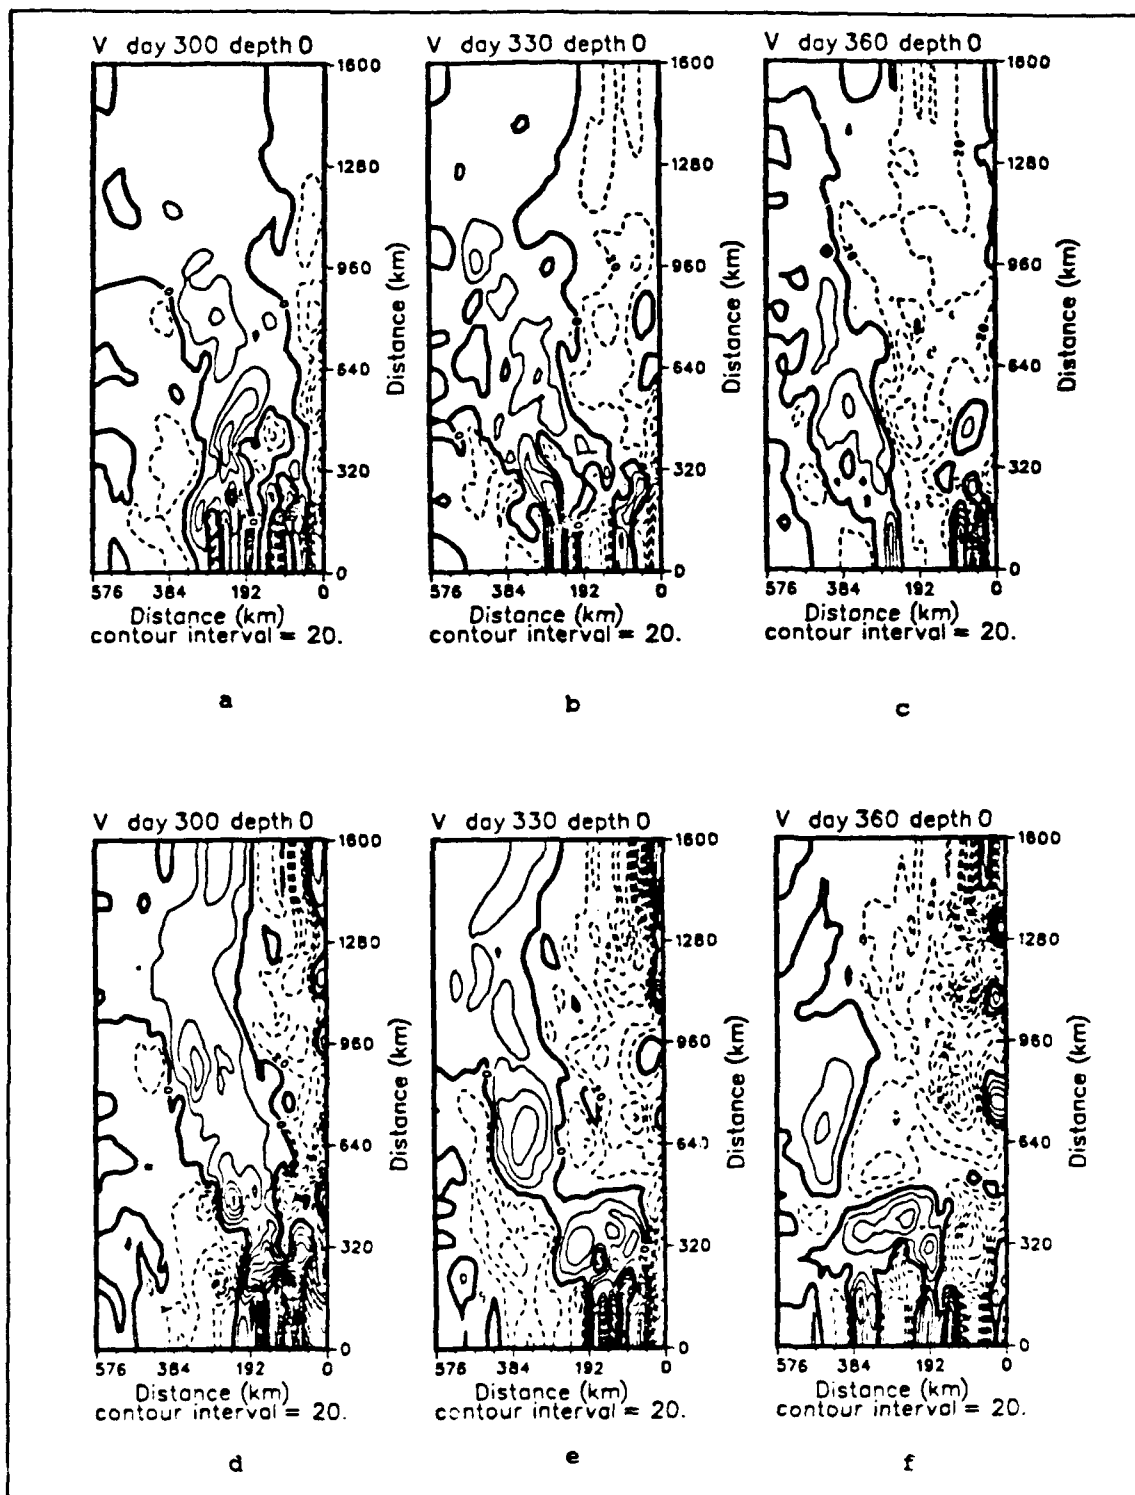 V day 300 depth 0
V day 330 depth 0
V day 360 depth 0
1600
1280
960
640
320
0
Distance (km)
576 384 192 0
Distance (km)
contour interval = 20.
1600
1280
960
640
320
0
Distance (km)
576 384 192 0
Distance (km)
contour interval = 20.
1600
1280
960
640
320
0
Distance (km)
576 384 192 0
Distance (km)
contour interval = 20.
a
b
c
V day 300 depth 0
V day 330 depth 0
V day 360 depth 0
1600
1280
960
640
320
0
Distance (km)
576 384 192 0
Distance (km)
contour interval = 20.
1600
1280
960
640
320
0
Distance (km)
576 384 192 0
Distance (km)
contour interval = 20.
1600
1280
960
640
320
0
Distance (km)
576 384 192 0
Distance (km)
contour interval = 20.
d
e
f